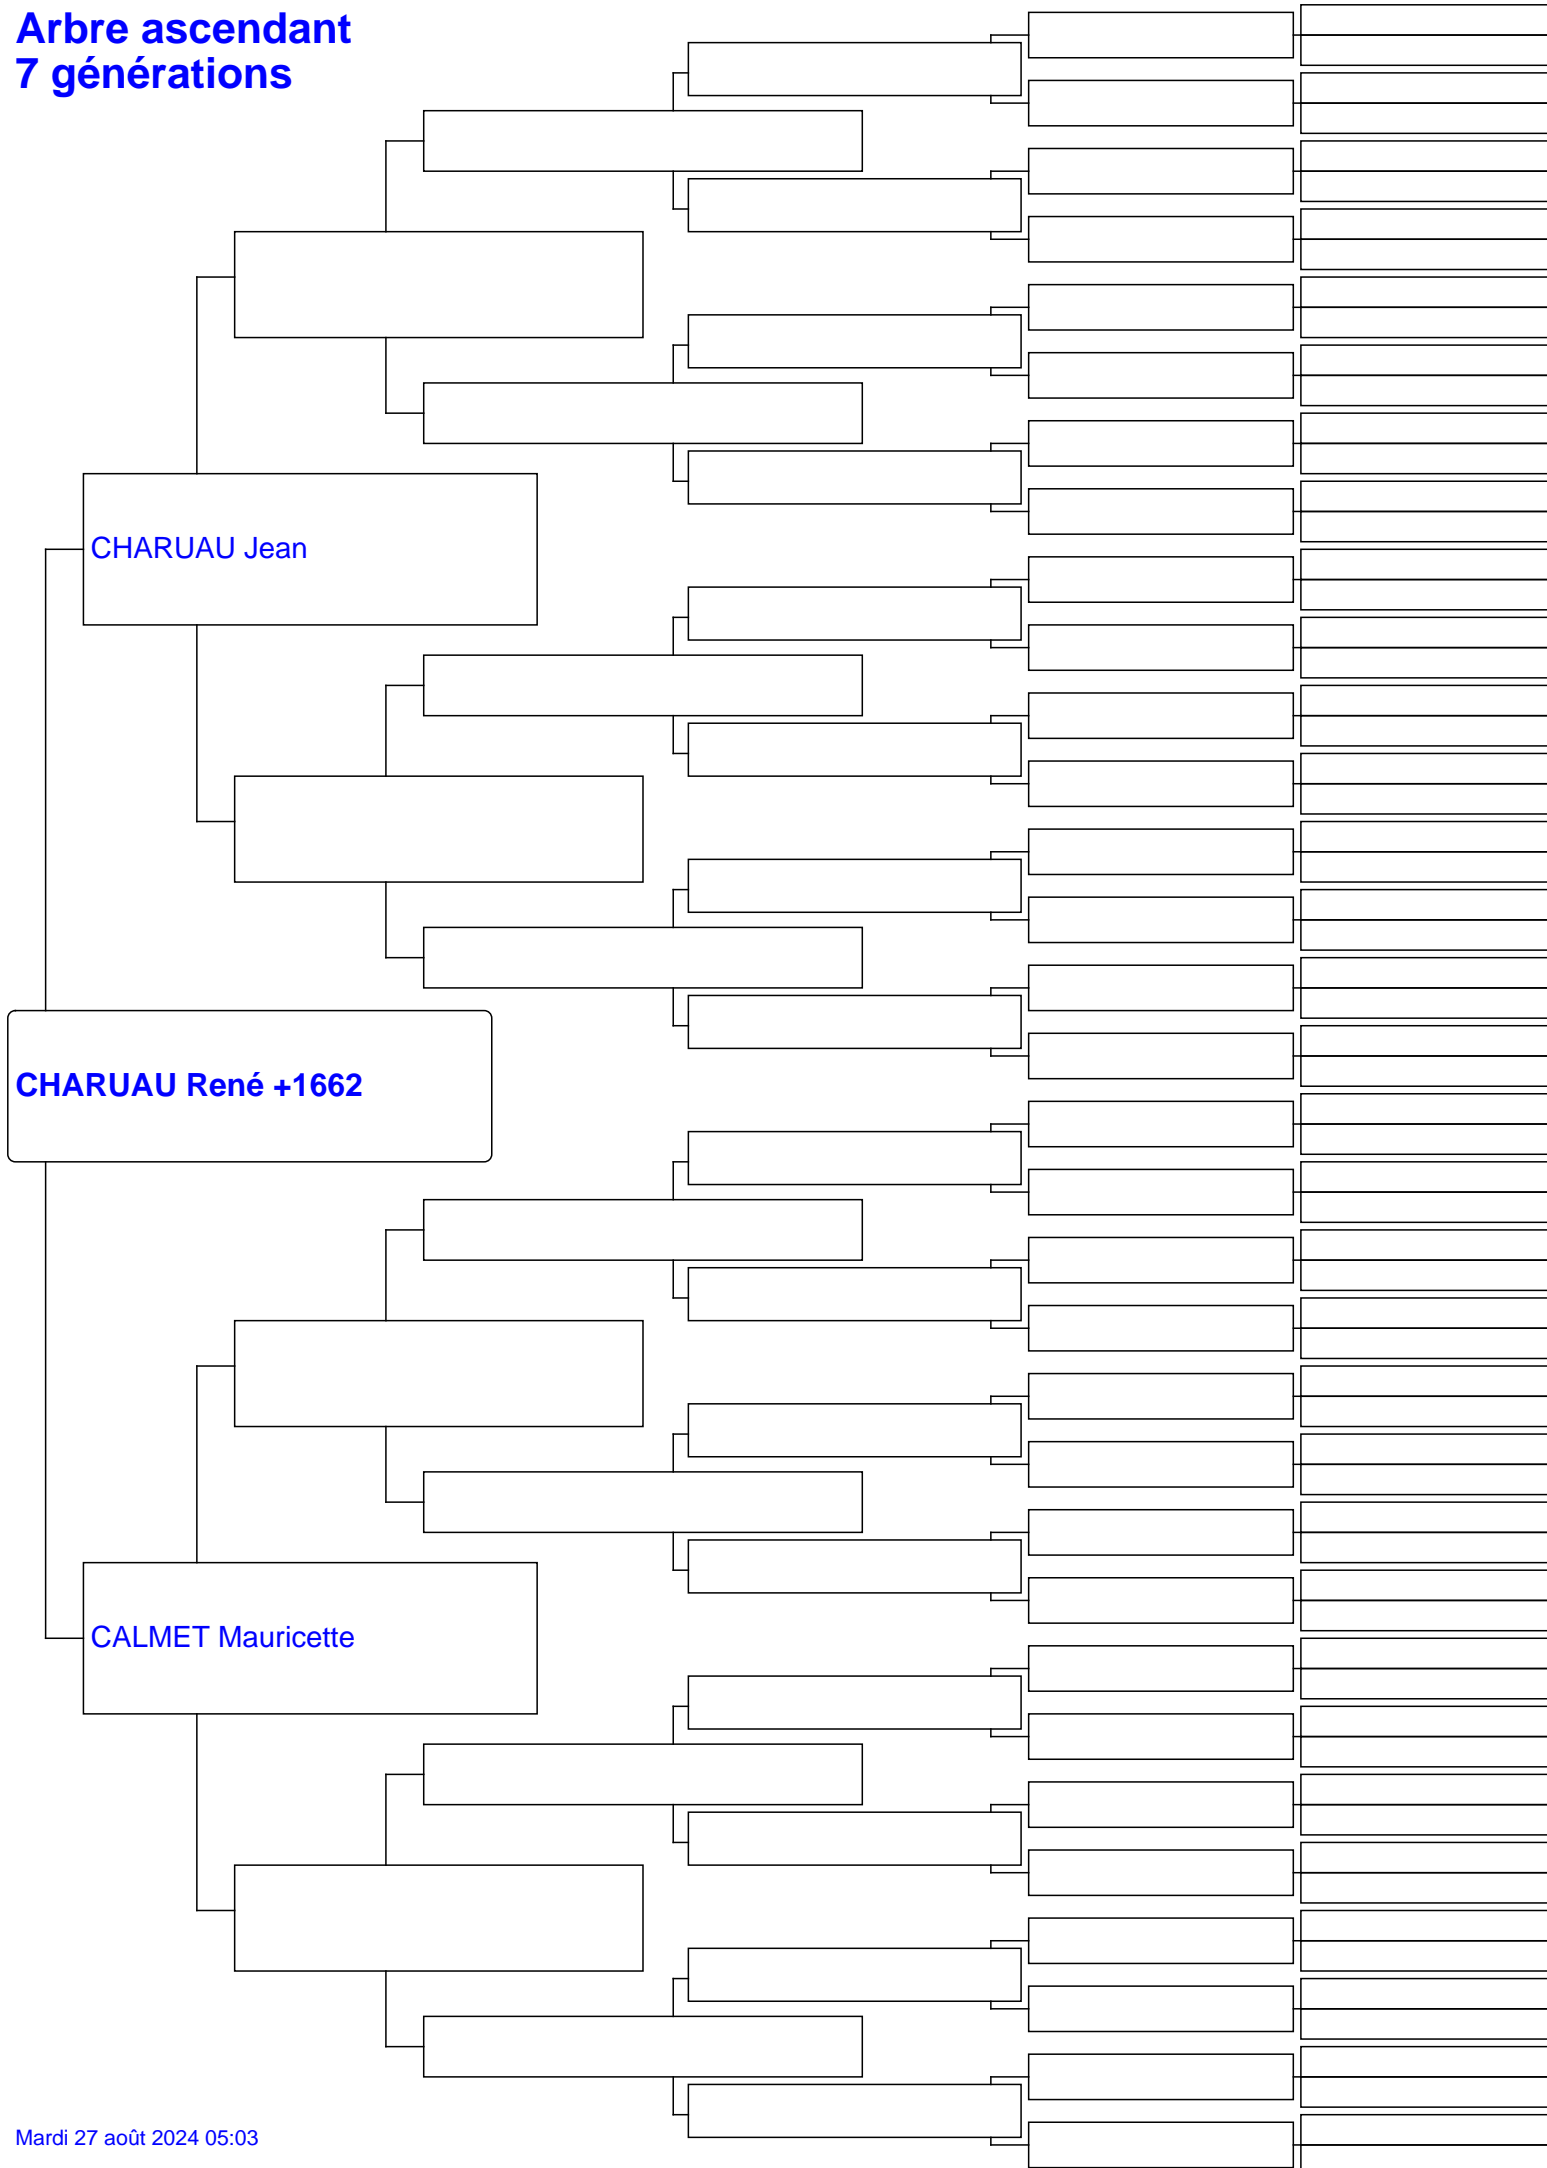 Arbre ascendant
7 générations
CHARUAU Jean
CHARUAU René +1662
CALMET Mauricette
Mardi 27 août 2024 05:03